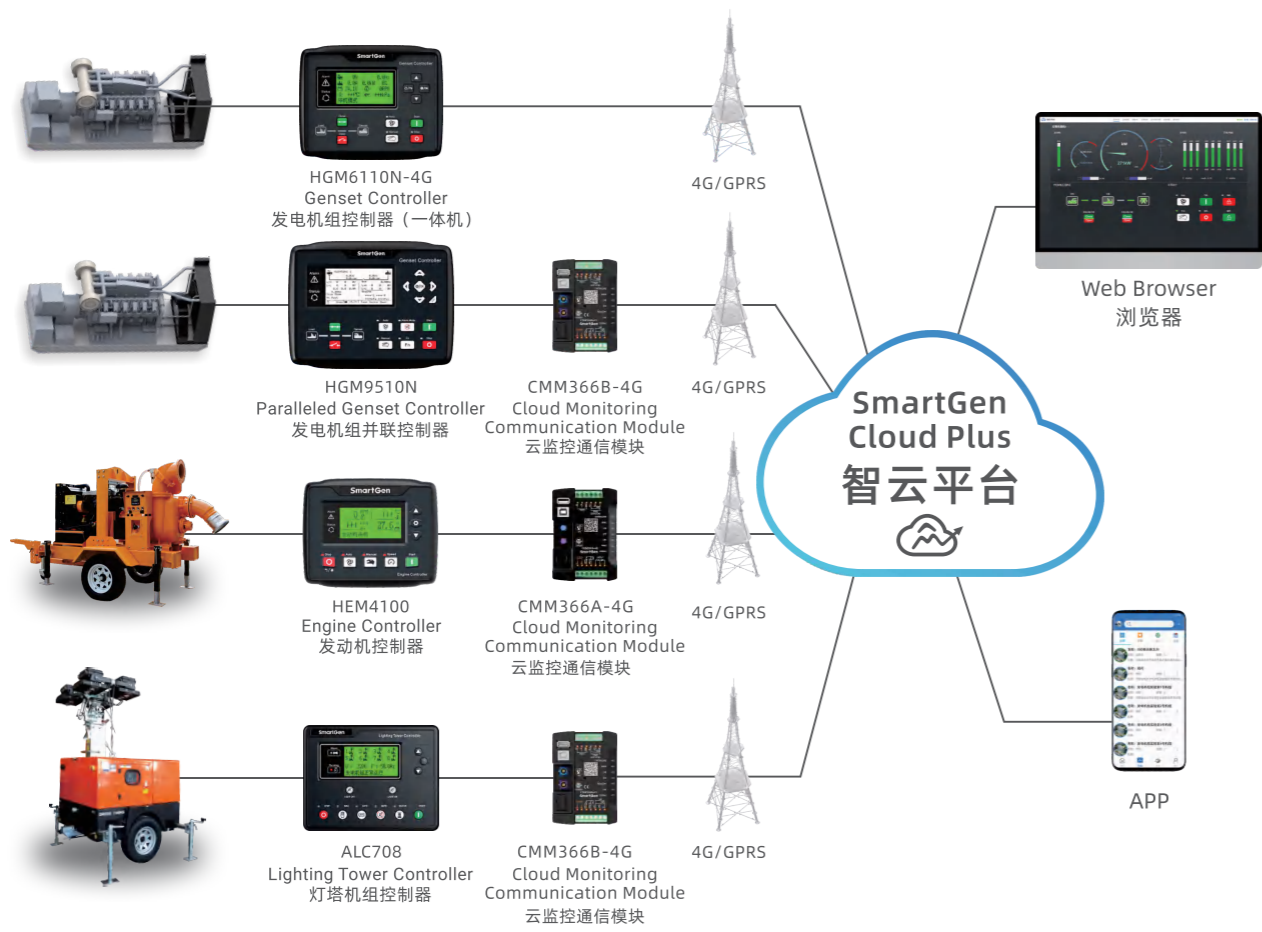 SmartGen
Genset Controller
HGM6110N-4G
Genset Controller
发电机组控制器（一体机）
4G/GPRS
SmartGen
Genset Controller
HGM9510N
Paralleled Genset Controller
发电机组并联控制器
CMM366B-4G
Cloud Monitoring
Communication Module
云监控通信模块
4G/GPRS
SmartGen
Engine Controller
HEM4100
Engine Controller
发动机控制器
CMM366A-4G
Cloud Monitoring
Communication Module
云监控通信模块
4G/GPRS
SmartGen
Lighting Tower Controller
ALC708
Lighting Tower Controller
灯塔机组控制器
CMM366B-4G
Cloud Monitoring
Communication Module
云监控通信模块
4G/GPRS
SmartGen
Cloud Plus
智云平台
Web Browser
浏览器
APP